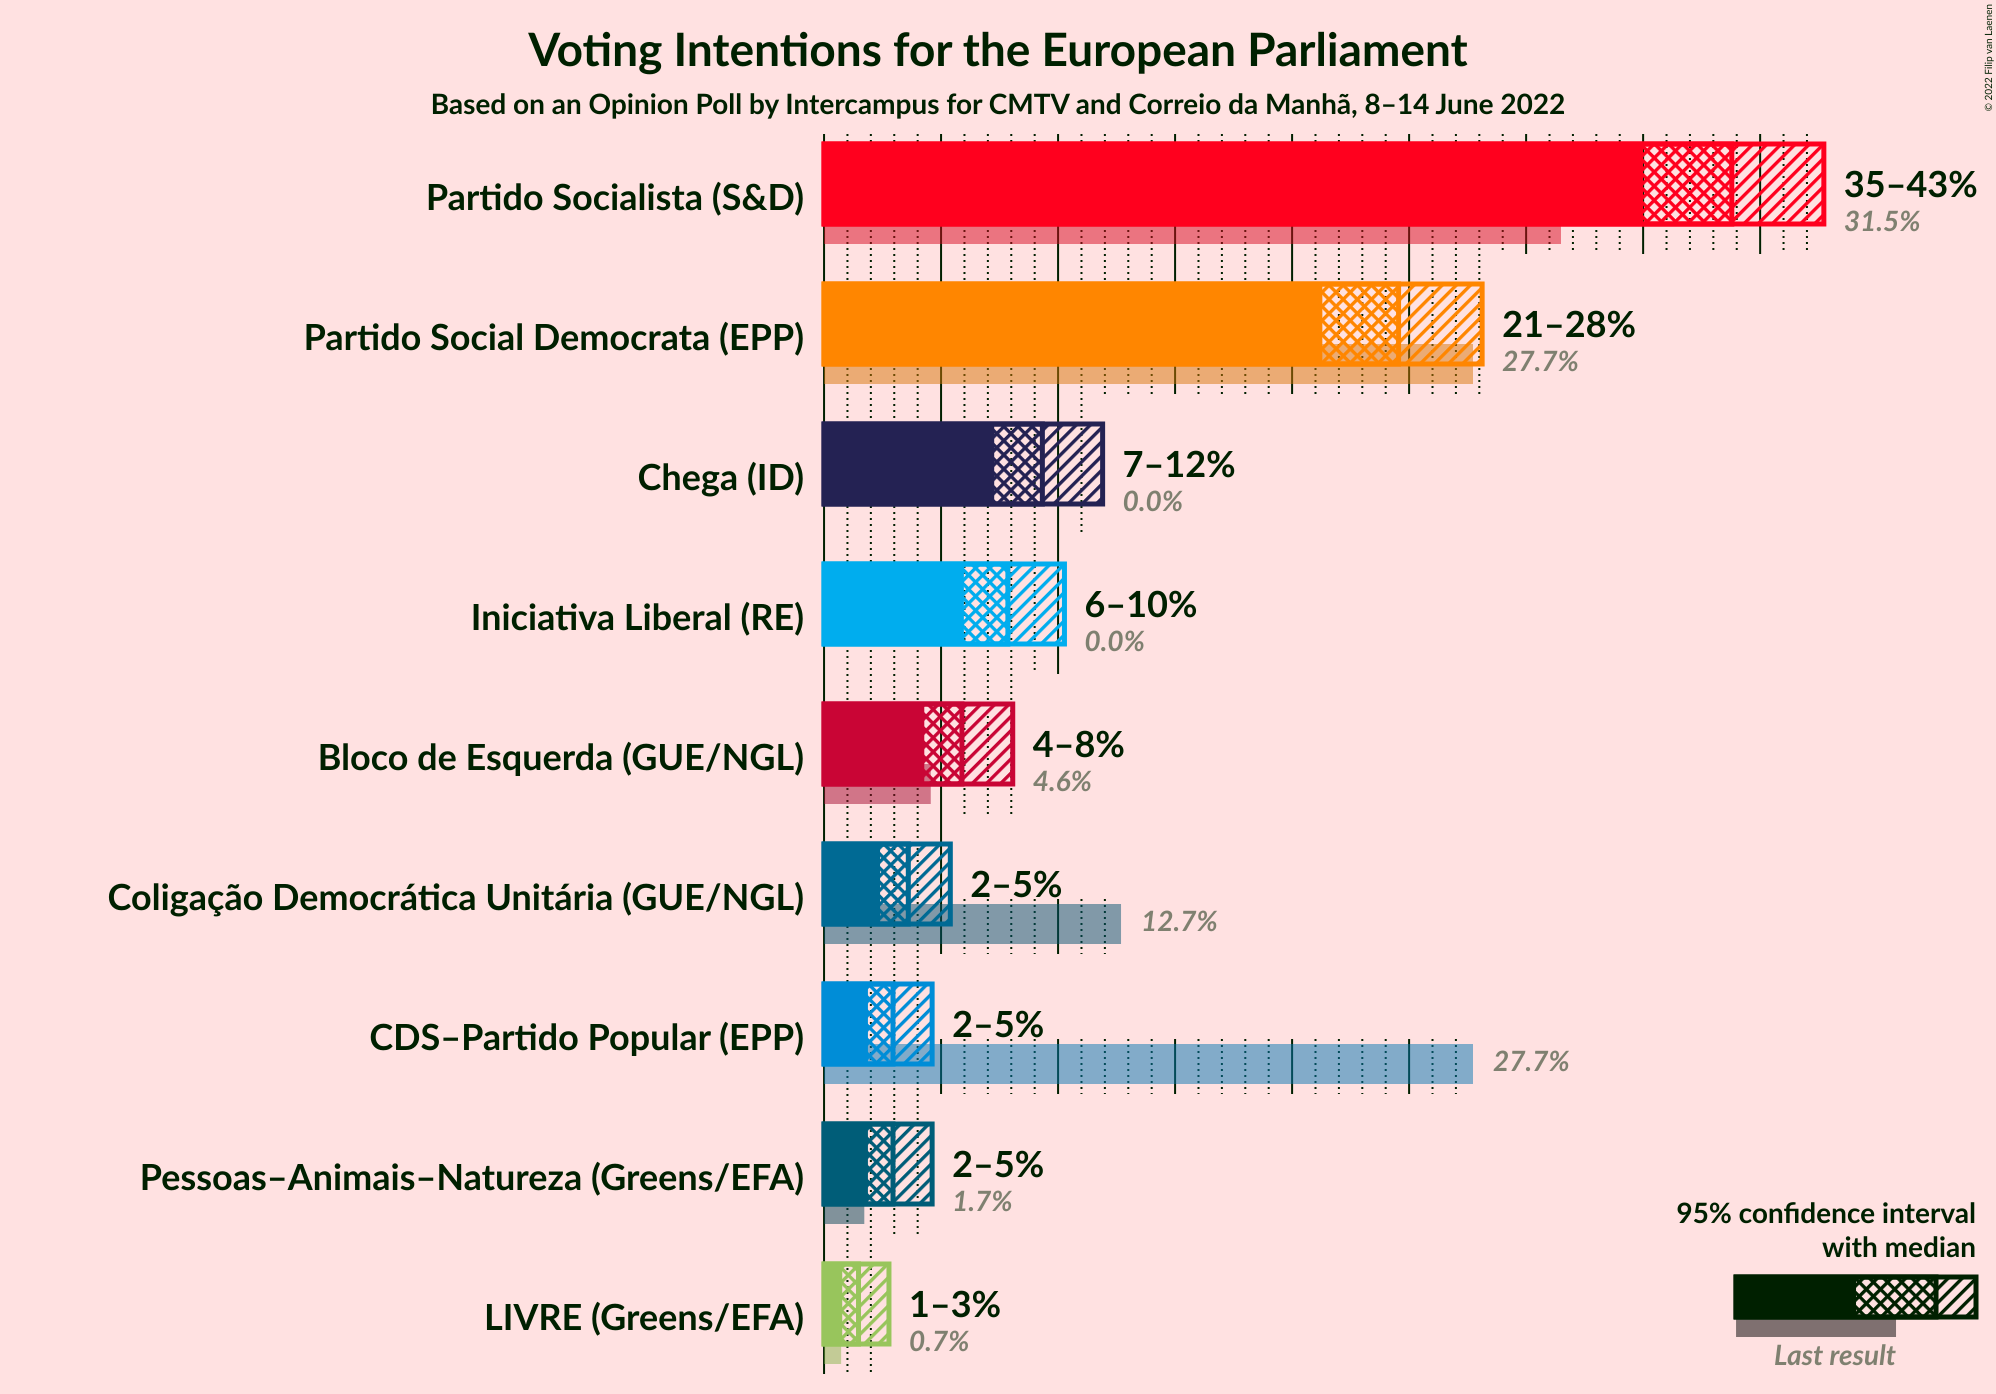 © 2022 Filip van Laenen
Voting Intentions for the European Parliament
Based on an Opinion Poll by Intercampus for CMTV and Correio da Manhã, 8–14 June 2022
Partido Socialista (S&D)
35–43%
31.5%
Partido Social Democrata (EPP)
21–28%
27.7%
Chega (ID)
7–12%
0.0%
Iniciativa Liberal (RE)
6–10%
0.0%
Bloco de Esquerda (GUE/NGL)
4–8%
4.6%
Coligação Democrática Unitária (GUE/NGL)
2–5%
12.7%
CDS–Partido Popular (EPP)
2–5%
27.7%
Pessoas–Animais–Natureza (Greens/EFA)
2–5%
1.7%
LIVRE (Greens/EFA)
1–3%
0.7%
95% confidence interval
with median
Last result